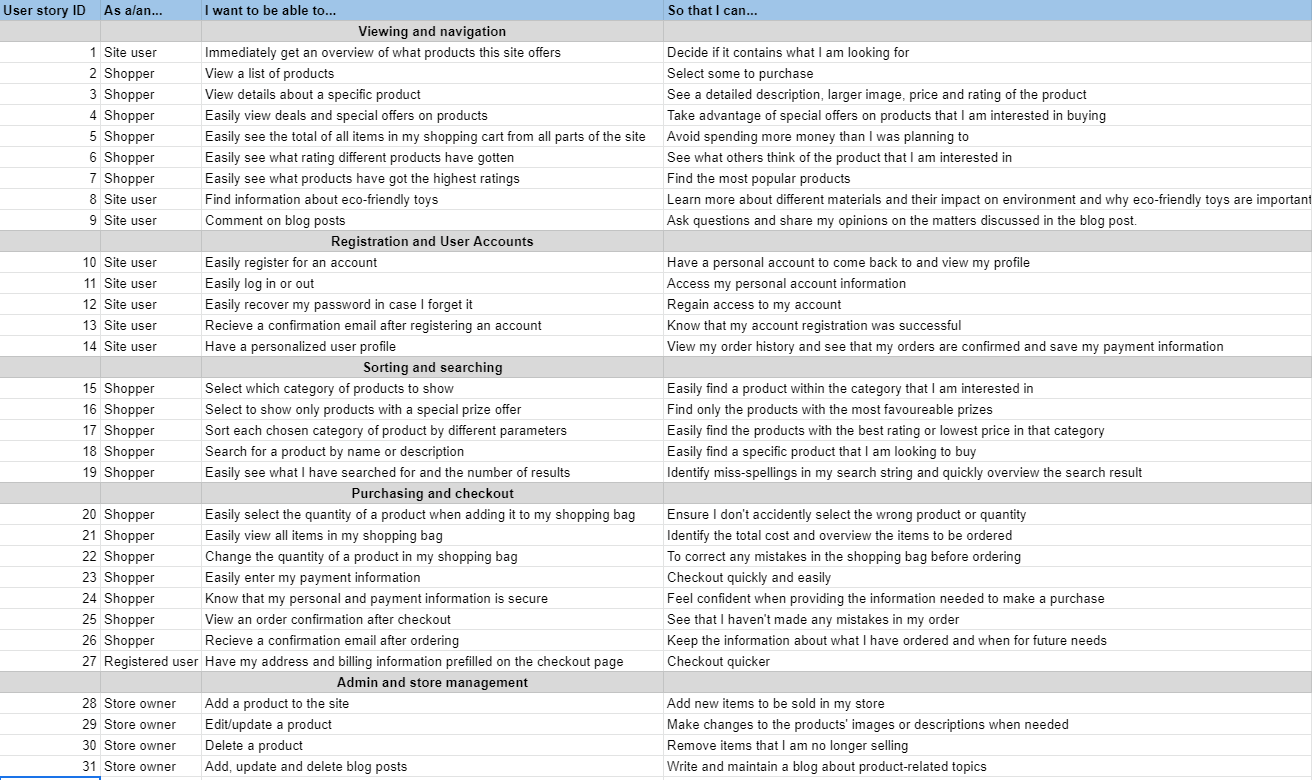 User story ID As a/an... I want to be able to... So that I can...
Viewing and navigation
1 Site user Immediately get an overview of what products this site offers Decide if it contains what I am looking for
2 Shopper View a list of products Select some to purchase
3 Shopper View details about a specific product See a detailed description, larger image, price and rating of the product
4 Shopper Easily view deals and special offers on products Take advantage of special offers on products that I am interested in buying
5 Shopper Easily see the total of all items in my shopping cart from all parts of the site Avoid spending more money than I was planning to
6 Shopper Easily see what rating different products have gotten See what others think of the product that I am interested in
7 Shopper Easily see what products have got the highest ratings Find the most popular products
8 Site user Find information about eco-friendly toys Learn more about different materials and their impact on environment and why eco-friendly toys are important
9 Site user Comment on blog posts Ask questions and share my opinions on the matters discussed in the blog post.
Registration and User Accounts
10 Site user Easily register for an account Have a personal account to come back to and view my profile
11 Site user Easily log in or out Access my personal account information
12 Site user Easily recover my password in case I forget it Regain access to my account
13 Site user Recieve a confirmation email after registering an account Know that my account registration was successful
14 Site user Have a personalized user profile View my order history and see that my orders are confirmed and save my payment information
Sorting and searching
15 Shopper Select which category of products to show Easily find a product within the category that I am interested in
16 Shopper Select to show only products with a special prize offer Find only the products with the most favoureable prizes
17 Shopper Sort each chosen category of product by different parameters Easily find the products with the best rating or lowest price in that category
18 Shopper Search for a product by name or description Easily find a specific product that I am looking to buy
19 Shopper Easily see what I have searched for and the number of results Identify miss-spellings in my search string and quickly overview the search result
Purchasing and checkout
20 Shopper Easily select the quantity of a product when adding it to my shopping bag Ensure I don't accidently select the wrong product or quantity
21 Shopper Easily view all items in my shopping bag Identify the total cost and overview the items to be ordered
22 Shopper Change the quantity of a product in my shopping bag To correct any mistakes in the shopping bag before ordering
23 Shopper Easily enter my payment information Checkout quickly and easily
24 Shopper Know that my personal and payment information is secure Feel confident when providing the information needed to make a purchase
25 Shopper View an order confirmation after checkout See that I haven't made any mistakes in my order
26 Shopper Recieve a confirmation email after ordering Keep the information about what I have ordered and when for future needs
27 Registered user Have my address and billing information prefilled on the checkout page Checkout quicker
Admin and store management
28 Store owner Add a product to the site Add new items to be sold in my store
29 Store owner Edit/update a product Make changes to the products' images or descriptions when needed
30 Store owner Delete a product Remove items that I am no longer selling
31 Store owner Add, update and delete blog posts Write and maintain a blog about product-related topics